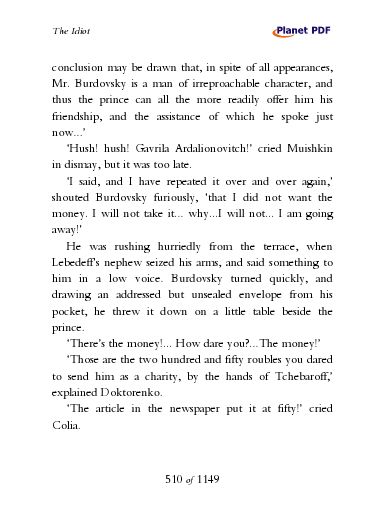 The Idiot
Planet PDF
conclusion may be drawn that, in spite of all appearances,
Mr. Burdovsky is a man of irreproachable character, and
thus the prince can all the more readily offer him his
friendship, and the assistance of which he spoke just
now...’
‘Hush! hush! Gavrila Ardalionovitch!’ cried Muishkin
in dismay, but it was too late.
‘I said, and I have repeated it over and over again,’
shouted Burdovsky furiously, ‘that I did not want the
money. I will not take it... why...I will not... I am going
away!’
He was rushing hurriedly from the terrace, when
Lebedeff’s nephew seized his arms, and said something to
him in a low voice. Burdovsky turned quickly, and
drawing an addressed but unsealed envelope from his
pocket, he threw it down on a little table beside the
prince.
‘There’s the money!... How dare you?...The money!’
‘Those are the two hundred and fifty roubles you dared
to send him as a charity, by the hands of Tchebaroff,’
explained Doktorenko.
‘The article in the newspaper put it at fifty!’ cried
Colia.
510 of 1149